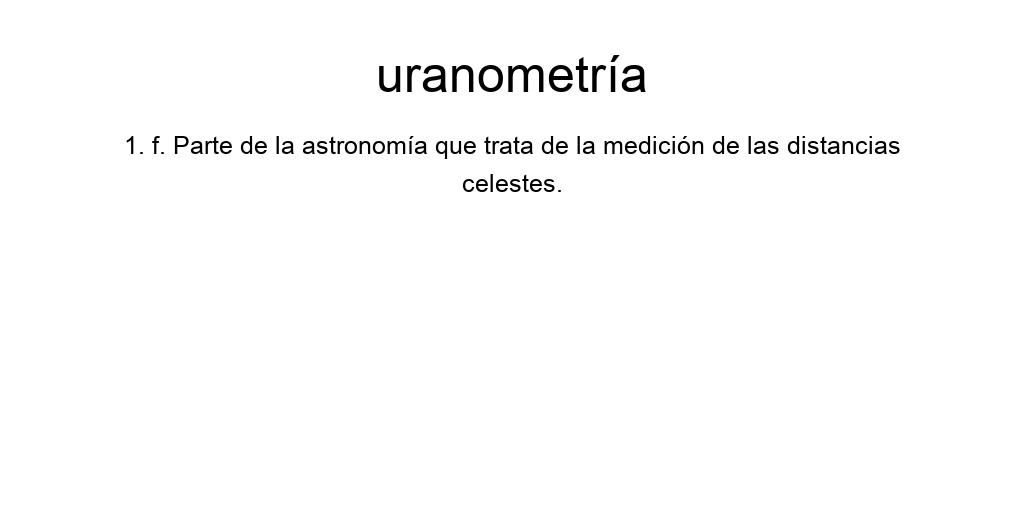 uranometría
1. f. Parte de la astronomía que trata de la medición de las distancias
celestes.